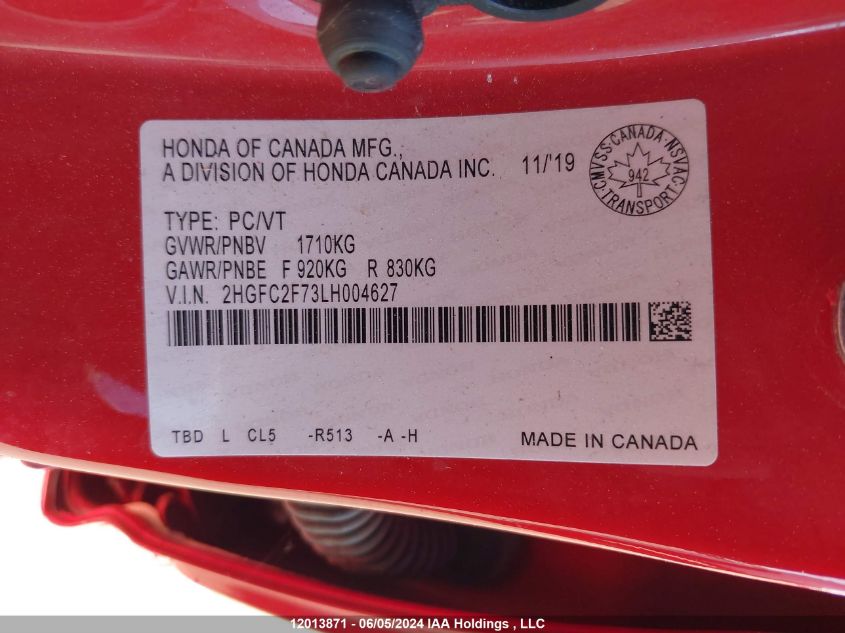 HONDA OF CANADA MFG.,
A DIVISION OF HONDA CANADA INC. 11/'19
CMVSS·CANADA·NSVAC·TRANSPORT·
942
TYPE: PC/VT
GVWR/PNBV 1710KG
GAWR/PNBE F 920KG R 830KG
V.I.N. 2HGFC2F73LH004627
TBD L CL5 -R513 -A -H MADE IN CANADA
12013871 - 06/05/2024 IAA Holdings , LLC